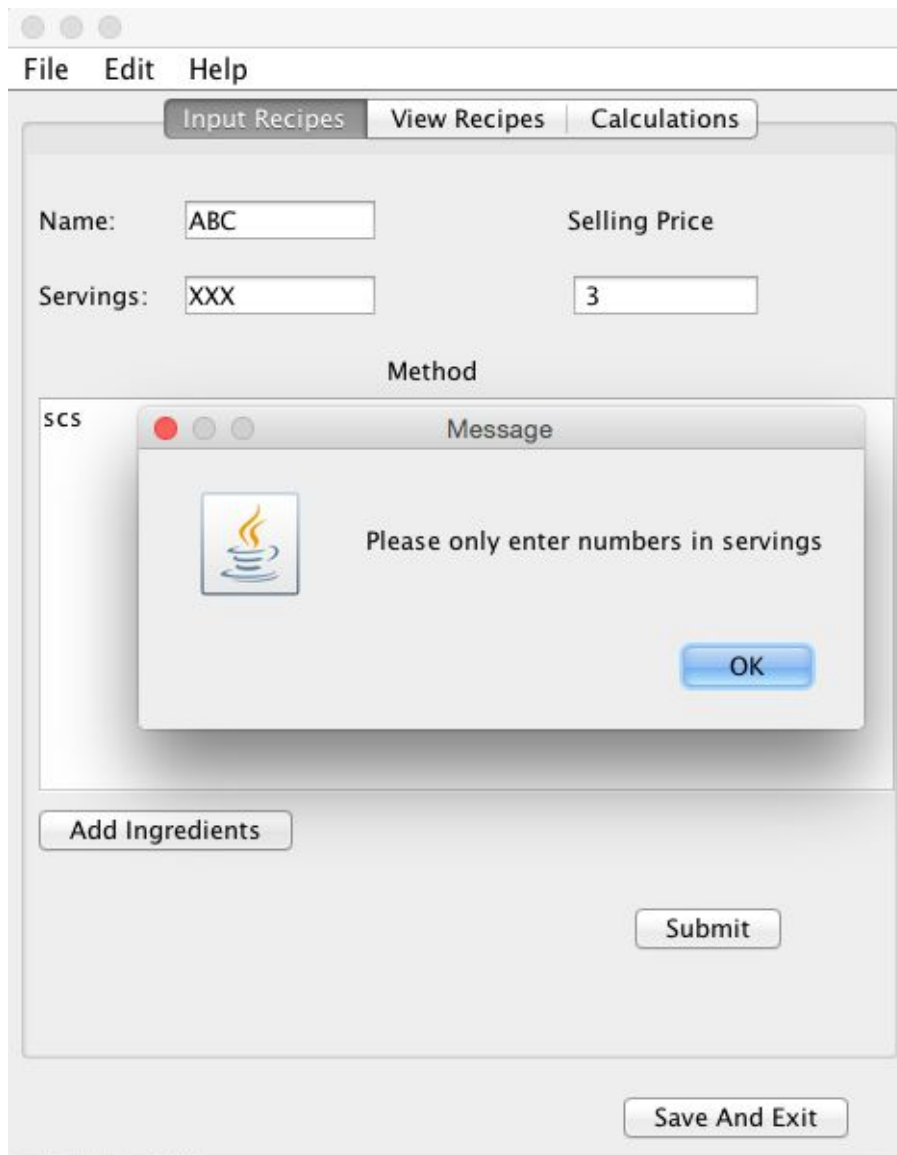 File Edit Help
Input Recipes View Recipes Calculations
Name: ABC Selling Price
Servings: XXX 3
Method
scs
Message
Please only enter numbers in servings
OK
Add Ingredients
Submit
Save And Exit